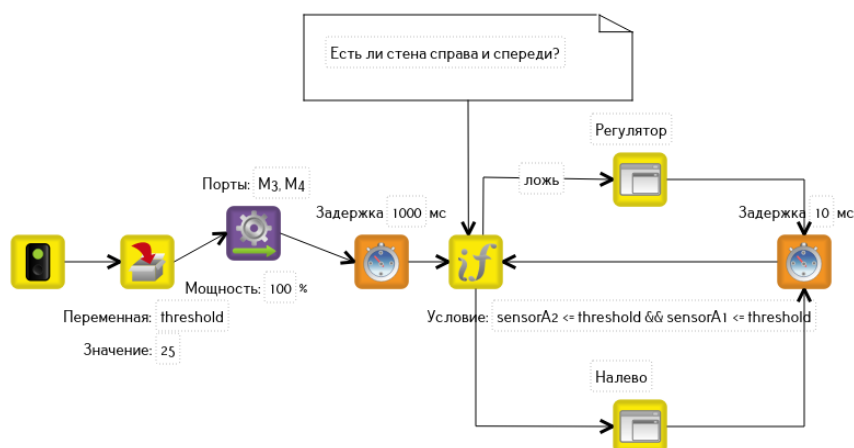 Есть ли стена справа и спереди?
Регулятор
ложь
Порты: M3, M4
Задержка 1000 мс
Задержка 10 мс
if
Мощность: 100 %
Переменная: threshold
Условие: sensorA2 <= threshold && sensorA1 <= threshold
Значение: 25
Налево